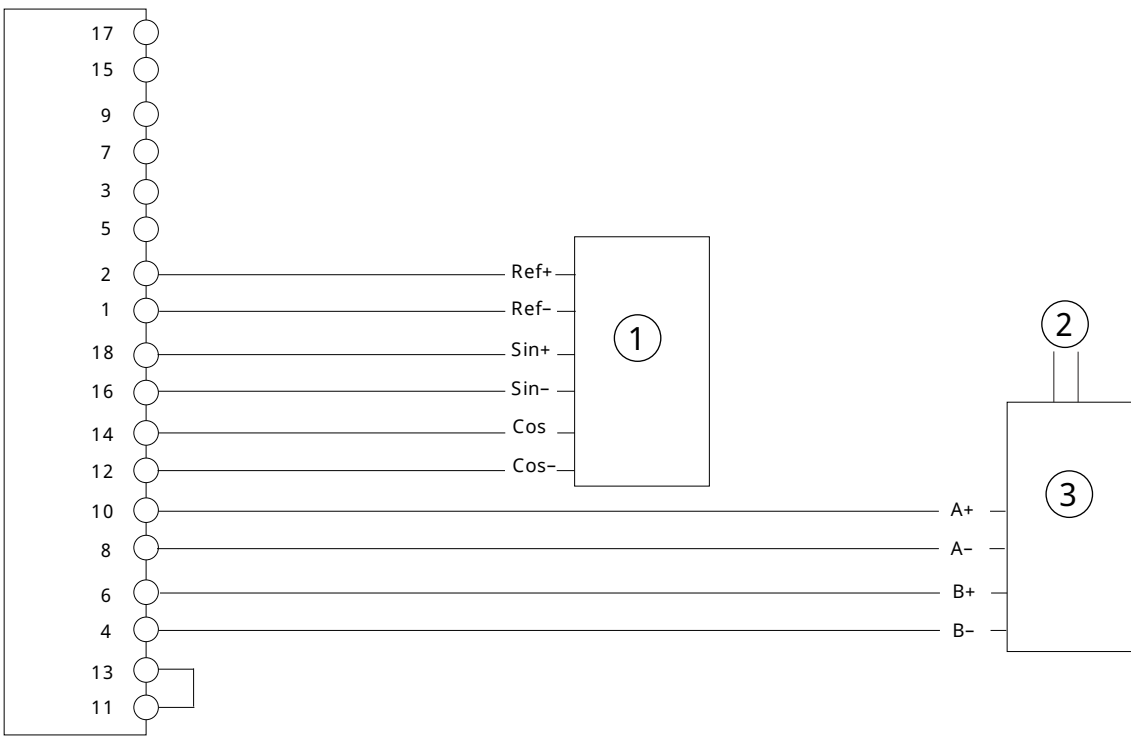 17
15
9
7
3
5
2 Ref+
1 Ref–
1
18 Sin+
16 Sin–
14 Cos
12 Cos–
2
3
10 A+
8 A–
6 B+
4 B–
13
11